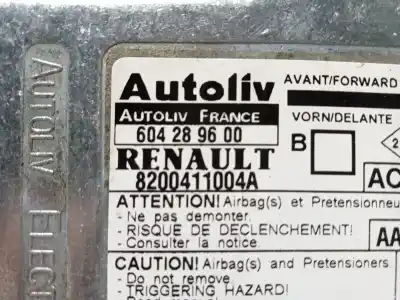 AUTOLIV ELEC
Autoliv
AVANT/FORWARD
AUTOLIV FRANCE
604 28 96 00
VORN/DELANTE
RENAULT
B
2
8200411004A
AC
ATTENTION! Airbag(s) et Pretensionneu
- Ne pas demonter.
- RISQUE DE DECLENCHEMENT!
- Consulter la notice.
AA
CAUTION! Airbag(s) and Pretensioners
- Do not remove.
- TRIGGERING HAZARD!